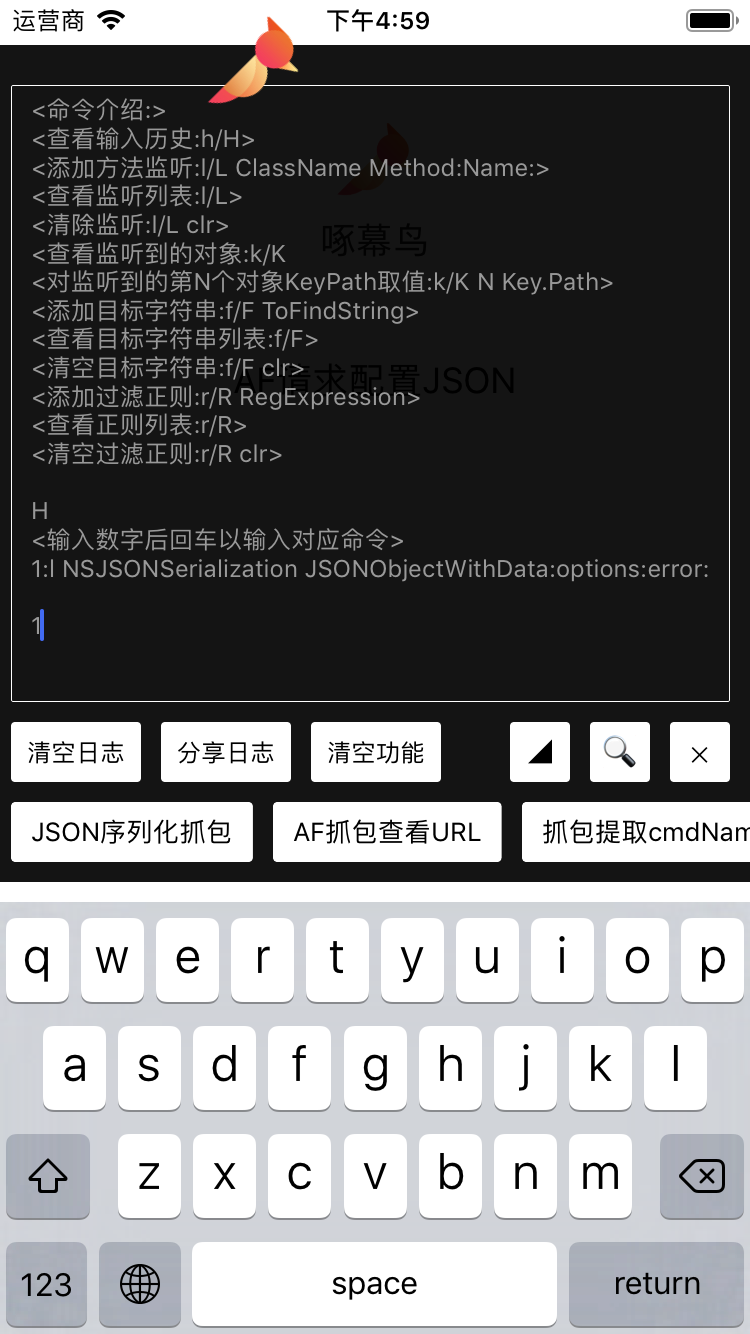 运营商
下午4:59
<命令介绍:>
<查看输入历史:h/H>
<添加方法监听:l/L ClassName Method:Name:>
<查看监听列表:l/L>
<清除监听:l/L clr>
<查看监听到的对象:k/K
<对监听到的第N个对象KeyPath取值:k/K N Key.Path>
<添加目标字符串:f/F ToFindString>
<查看目标字符串列表:f/F>
<清空目标字符串:f/F clr>
<添加过滤正则:r/R RegExpression>
<查看正则列表:r/R>
<清空过滤正则:r/R clr>
啄幕鸟
AF请求配置JSON
H
<输入数字后回车以输入对应命令>
1:l NSJSONSerialization JSONObjectWithData:options:error:
1
清空日志 分享日志 清空功能 ×
JSON序列化抓包 AF抓包查看URL 抓包提取cmdNam
q w e r t y u i o p
a s d f g h j k l
z x c v b n m
123 space return